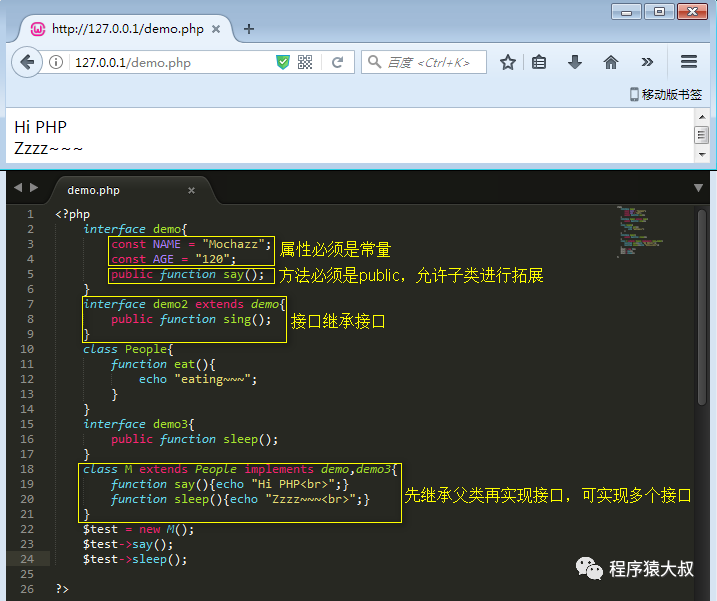 http://127.0.0.1/demo.php
127.0.0.1/demo.php
百度 <Ctrl+K>
移动版书签
Hi PHP
Zzzz~~~
demo.php
1 <?php
2 interface demo{
3 const NAME = "Mochazz";
4 const AGE = "120";
属性必须是常量
5 public function say();
方法必须是public，允许子类进行拓展
6 }
7 interface demo2 extends demo{
8 public function sing();
接口继承接口
9 }
10 class People{
11 function eat(){
12 echo "eating~~~";
13 }
14 }
15 interface demo3{
16 public function sleep();
17 }
18 class M extends People implements demo,demo3{
19 function say(){echo "Hi PHP<br>";}
20 function sleep(){echo "Zzzz~~~<br>";}
先继承父类再实现接口，可实现多个接口
21 }
22 $test = new M();
23 $test->say();
24 $test->sleep();
25
26 ?>
程序猿大叔